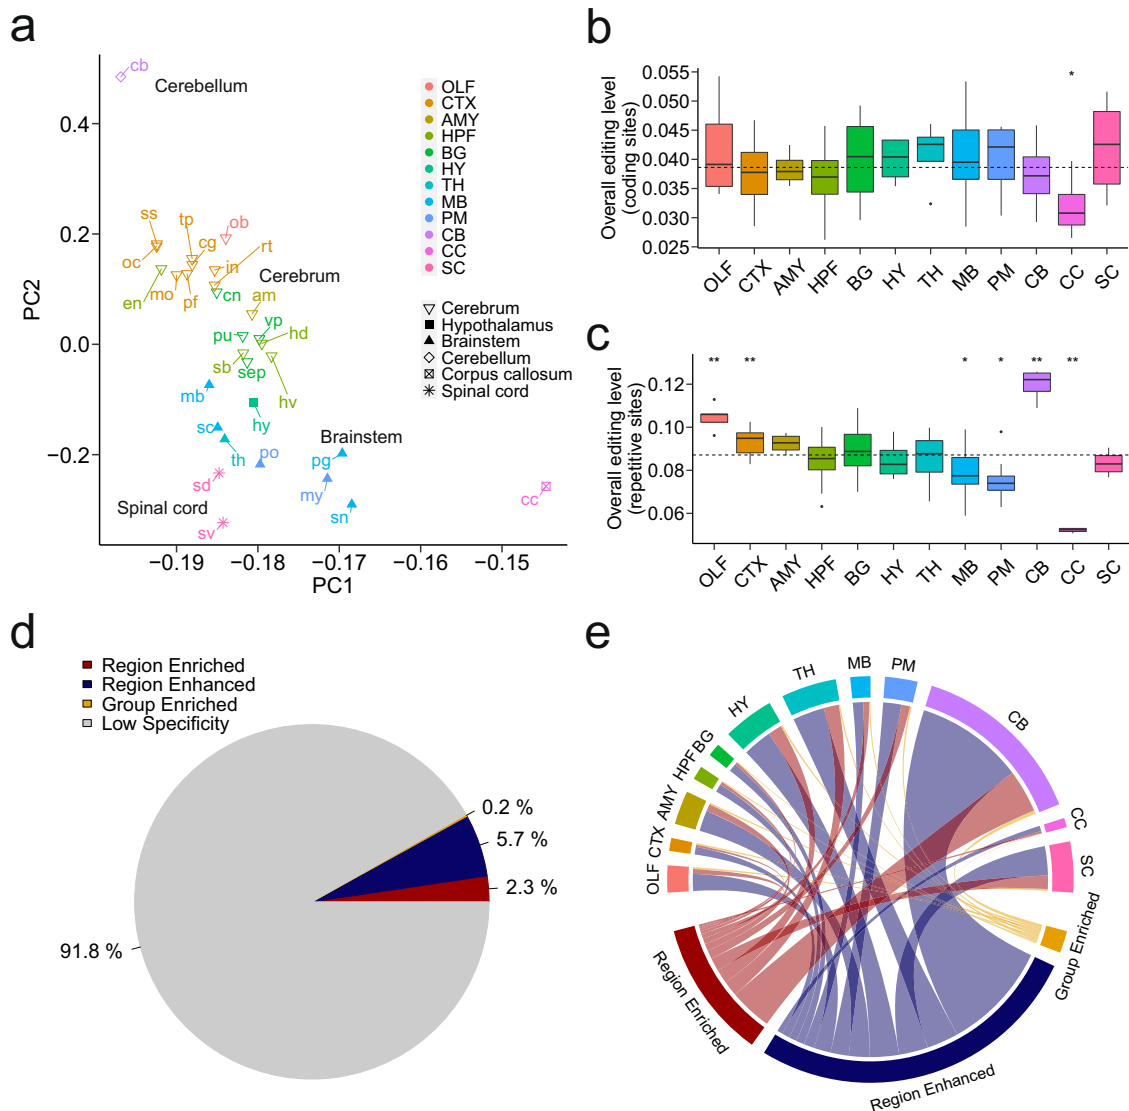 a
PC2
0.4
0.2
0.0
−0.2
−0.19
−0.18
−0.17
−0.16
−0.15
PC1
cb
Cerebellum
ss
tp
ob
cg
rt
oc
in
Cerebrum
en
mo
pf
cn
am
pu
vp
hd
sb
sep
mb
hv
hy
sc
Brainstem
th
po
pg
sd
my
cc
Spinal cord
sn
sv
OLF
CTX
AMY
HPF
BG
HY
TH
MB
PM
CB
CC
SC
Cerebrum
Hypothalamus
Brainstem
Cerebellum
Corpus callosum
Spinal cord
b
Overall editing level
(coding sites)
0.055
0.050
0.045
0.040
0.035
0.030
0.025
*
OLF
CTX
AMY
HPF
BG
HY
TH
MB
PM
CB
CC
SC
c
Overall editing level
(repetitive sites)
0.12
0.10
0.08
0.06
** ** * * ** **
OLF
CTX
AMY
HPF
BG
HY
TH
MB
PM
CB
CC
SC
d
Region Enriched
Region Enhanced
Group Enriched
Low Specificity
0.2 %
5.7 %
2.3 %
91.8 %
e
OLF
CTX
AMY
HPF
BG
HY
TH
MB
PM
CB
CC
SC
Group Enriched
Region Enhanced
Region Enriched